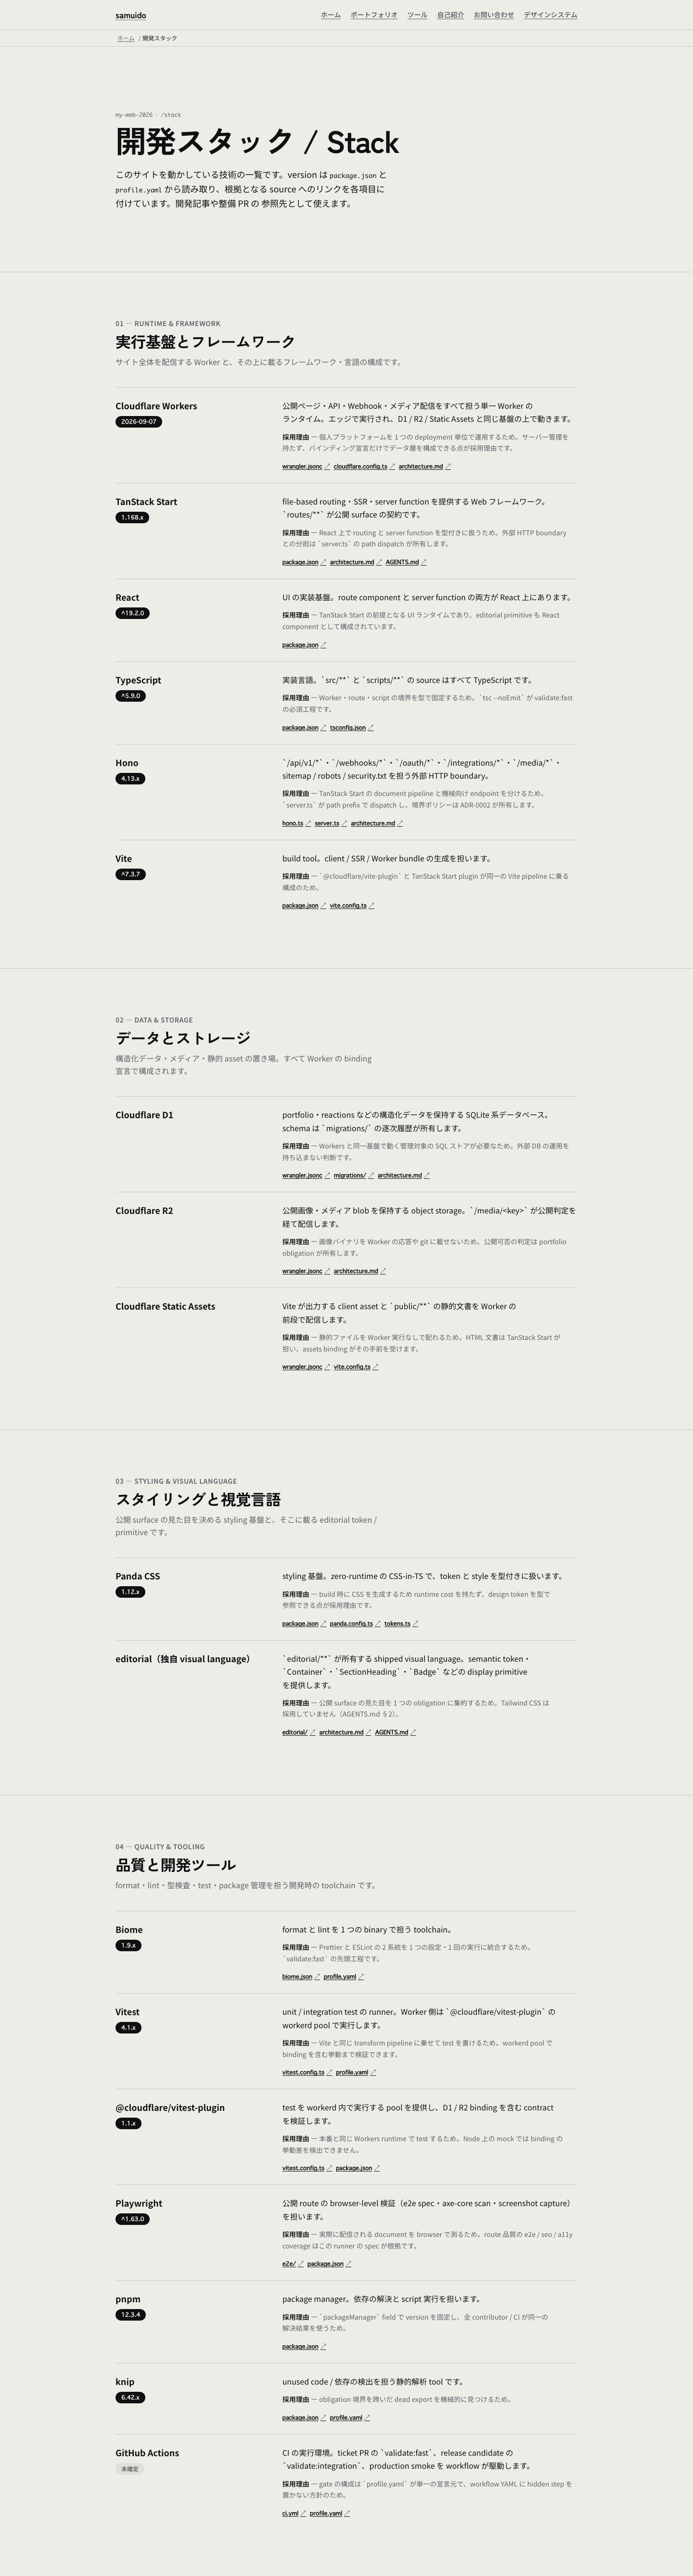 samuido
ホーム ポートフォリオ ツール 自己紹介 お問い合わせ デザインシステム
ホーム / 開発スタック
my-web-2026 · /stack
開発スタック / Stack
このサイトを動かしている技術の一覧です。version は package.json と
profile.yaml から読み取り、根拠となる source へのリンクを各項目に
付けています。開発記事や整備 PR の 参照先として使えます。
01 — RUNTIME & FRAMEWORK
実行基盤とフレームワーク
サイト全体を配信する Worker と、その上に載るフレームワーク・言語の構成です。
Cloudflare Workers
2026-09-07
公開ページ・API・Webhook・メディア配信をすべて担う単一 Worker の
ランタイム。エッジで実行され、D1 / R2 / Static Assets と同じ基盤の上で動きます。
採用理由 — 個人プラットフォームを 1 つの deployment 単位で運用するため。サーバー管理を
持たず、バインディング宣言だけでデータ層を構成できる点が採用理由です。
wrangler.jsonc ↗ cloudflare.config.ts ↗ architecture.md ↗
TanStack Start
1.168.x
file-based routing・SSR・server function を提供する Web フレームワーク。
`routes/**` が公開 surface の契約です。
採用理由 — React 上で routing と server function を型付きに扱うため。外部 HTTP boundary
との分担は `server.ts` の path dispatch が所有します。
package.json ↗ architecture.md ↗ AGENTS.md ↗
React
^19.2.0
UI の実装基盤。route component と server function の両方が React 上にあります。
採用理由 — TanStack Start の前提となる UI ランタイムであり、editorial primitive も React
component として構成されています。
package.json ↗
TypeScript
^5.9.0
実装言語。`src/**` と `scripts/**` の source はすべて TypeScript です。
採用理由 — Worker・route・script の境界を型で固定するため。`tsc --noEmit` が validate:fast
の必須工程です。
package.json ↗ tsconfig.json ↗
Hono
4.13.x
`/api/v1/*`・`/webhooks/*`・`/oauth/*`・`/integrations/*`・`/media/*`・
sitemap / robots / security.txt を担う外部 HTTP boundary。
採用理由 — TanStack Start の document pipeline と機械向け endpoint を分けるため。
`server.ts` が path prefix で dispatch し、境界ポリシーは ADR-0002 が所有します。
hono.ts ↗ server.ts ↗ architecture.md ↗
Vite
^7.3.7
build tool。client / SSR / Worker bundle の生成を担います。
採用理由 — `@cloudflare/vite-plugin` と TanStack Start plugin が同一の Vite pipeline に乗る
構成のため。
package.json ↗ vite.config.ts ↗
02 — DATA & STORAGE
データとストレージ
構造化データ・メディア・静的 asset の置き場。すべて Worker の binding
宣言で構成されます。
Cloudflare D1
portfolio・reactions などの構造化データを保持する SQLite 系データベース。
schema は `migrations/` の逐次履歴が所有します。
採用理由 — Workers と同一基盤で動く管理対象の SQL ストアが必要なため。外部 DB の運用を
持ち込まない判断です。
wrangler.jsonc ↗ migrations/ ↗ architecture.md ↗
Cloudflare R2
公開画像・メディア blob を保持する object storage。`/media/<key>` が公開判定を
経て配信します。
採用理由 — 画像バイナリを Worker の応答や git に載せないため。公開可否の判定は portfolio
obligation が所有します。
wrangler.jsonc ↗ architecture.md ↗
Cloudflare Static Assets
Vite が出力する client asset と `public/**` の静的文書を Worker の
前段で配信します。
採用理由 — 静的ファイルを Worker 実行なしで配れるため。HTML 文書は TanStack Start が
担い、assets binding がその手前を受けます。
wrangler.jsonc ↗ vite.config.ts ↗
03 — STYLING & VISUAL LANGUAGE
スタイリングと視覚言語
公開 surface の見た目を決める styling 基盤と、そこに載る editorial token /
primitive です。
Panda CSS
1.12.x
styling 基盤。zero-runtime の CSS-in-TS で、token と style を型付きに扱います。
採用理由 — build 時に CSS を生成するため runtime cost を持たず、design token を型で
参照できる点が採用理由です。
package.json ↗ panda.config.ts ↗ tokens.ts ↗
editorial（独自 visual language）
`editorial/**` が所有する shipped visual language。semantic token・
`Container`・`SectionHeading`・`Badge` などの display primitive
を提供します。
採用理由 — 公開 surface の見た目を 1 つの obligation に集約するため。Tailwind CSS は
採用していません（AGENTS.md §2）。
editorial/ ↗ architecture.md ↗ AGENTS.md ↗
04 — QUALITY & TOOLING
品質と開発ツール
format・lint・型検査・test・package 管理を担う開発時の toolchain です。
Biome
1.9.x
format と lint を 1 つの binary で担う toolchain。
採用理由 — Prettier と ESLint の 2 系統を 1 つの設定・1 回の実行に統合するため。
`validate:fast` の先頭工程です。
biome.json ↗ profile.yaml ↗
Vitest
4.1.x
unit / integration test の runner。Worker 側は `@cloudflare/vitest-plugin` の
workerd pool で実行します。
採用理由 — Vite と同じ transform pipeline に乗せて test を書けるため。workerd pool で
binding を含む挙動まで検証できます。
vitest.config.ts ↗ profile.yaml ↗
@cloudflare/vitest-plugin
1.1.x
test を workerd 内で実行する pool を提供し、D1 / R2 binding を含む contract
を検証します。
採用理由 — 本番と同じ Workers runtime で test するため。Node 上の mock では binding の
挙動差を検出できません。
vitest.config.ts ↗ package.json ↗
Playwright
^1.63.0
公開 route の browser-level 検証（e2e spec・axe-core scan・screenshot capture）
を担います。
採用理由 — 実際に配信される document を browser で測るため。route 品質の e2e / seo / a11y
coverage はこの runner の spec が根拠です。
e2e/ ↗ package.json ↗
pnpm
12.3.4
package manager。依存の解決と script 実行を担います。
採用理由 — `packageManager` field で version を固定し、全 contributor / CI が同一の
解決結果を使うため。
package.json ↗
knip
6.42.x
unused code / 依存の検出を担う静的解析 tool です。
採用理由 — obligation 境界を跨いだ dead export を機械的に見つけるため。
package.json ↗ profile.yaml ↗
GitHub Actions
未確定
CI の実行環境。ticket PR の `validate:fast`、release candidate の
`validate:integration`、production smoke を workflow が駆動します。
採用理由 — gate の構成は `profile.yaml` が単一の宣言元で、workflow YAML に hidden step を
置かない方針のため。
ci.yml ↗ profile.yaml ↗